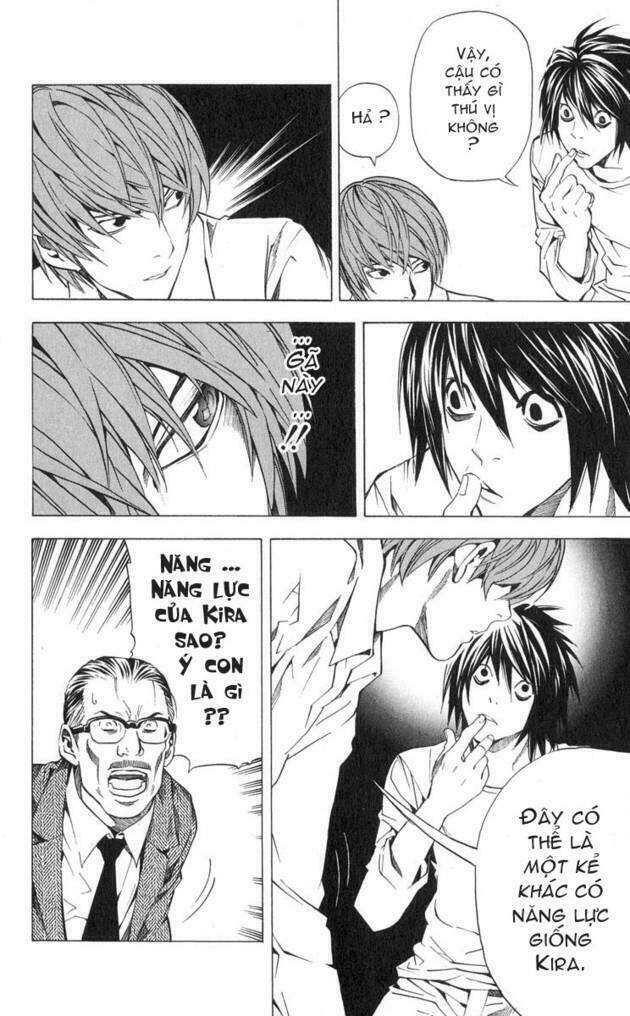 VẬY,
CẬU CÓ
THẤY GÌ
THÚ VỊ
KHÔNG
?
HẢ ?
...
GÃ
NÀY
...
!!
ĐÂY CÓ
THỂ LÀ
MỘT KẺ
KHÁC CÓ
NĂNG LỰC
GIỐNG
KIRA.
NĂNG ...
NĂNG LỰC
CỦA KIRA
SAO?
Ý CON
LÀ GÌ
??